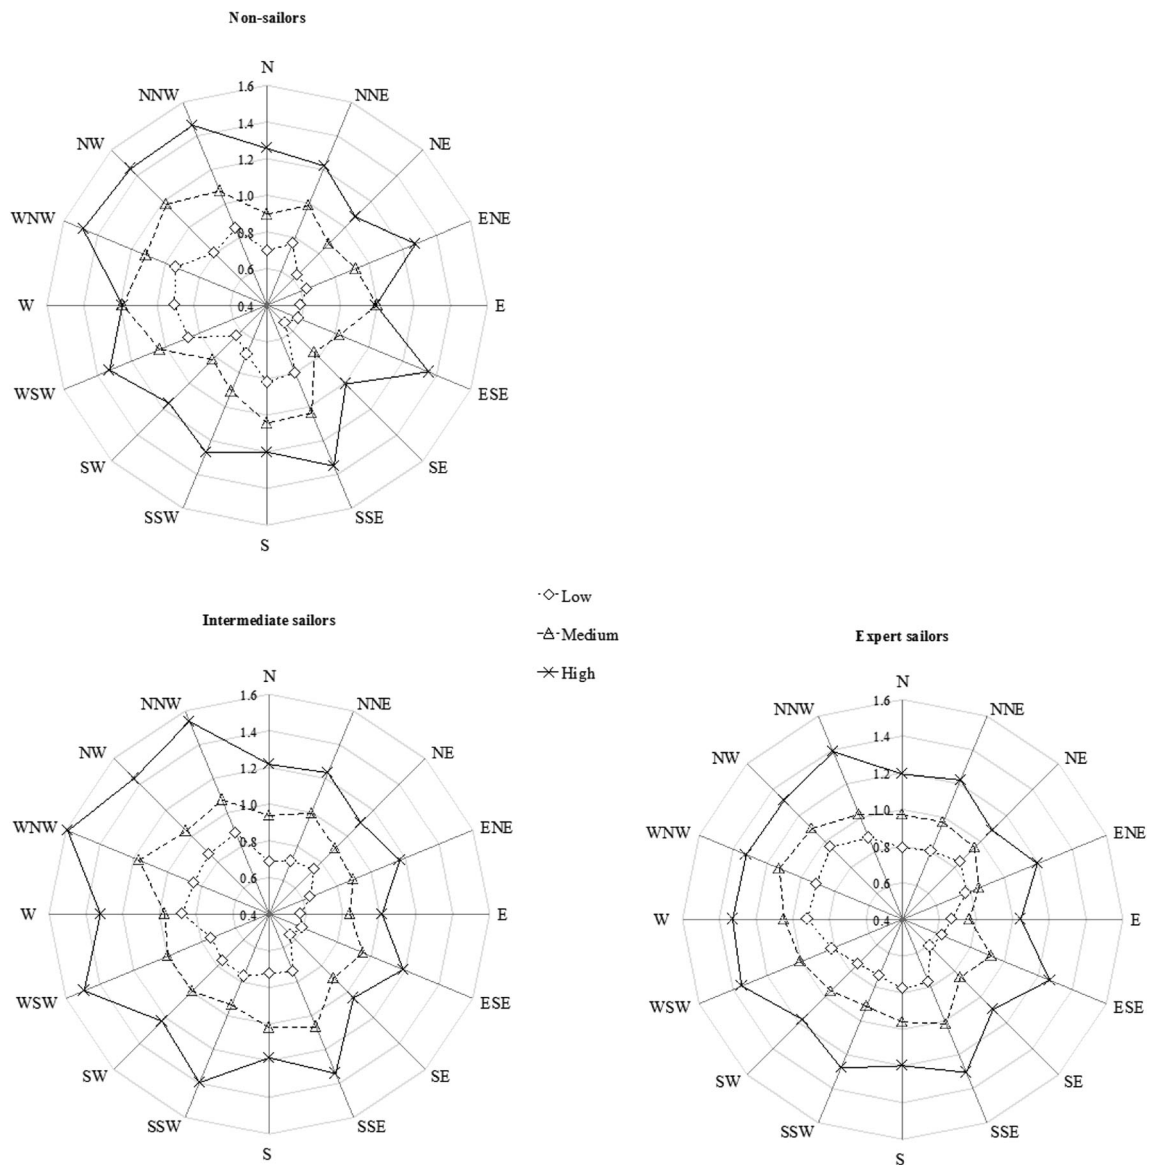 Non-sailors
N
1.6
NNW
NNE
1.4
NW
NE
1.2
1.0
WNW
ENE
0.8
0.6
W
0.4
E
WSW
ESE
SW
SE
SSW
SSE
S
Low
Medium
High
Intermediate sailors
N
1.6
NNW
NNE
1.4
NW
NE
1.2
1.0
WNW
ENE
0.8
0.6
W
0.4
E
WSW
ESE
SW
SE
SSW
SSE
S
Expert sailors
N
1.6
NNW
NNE
1.4
NW
NE
1.2
1.0
WNW
ENE
0.8
0.6
W
0.4
E
WSW
ESE
SW
SE
SSW
SSE
S